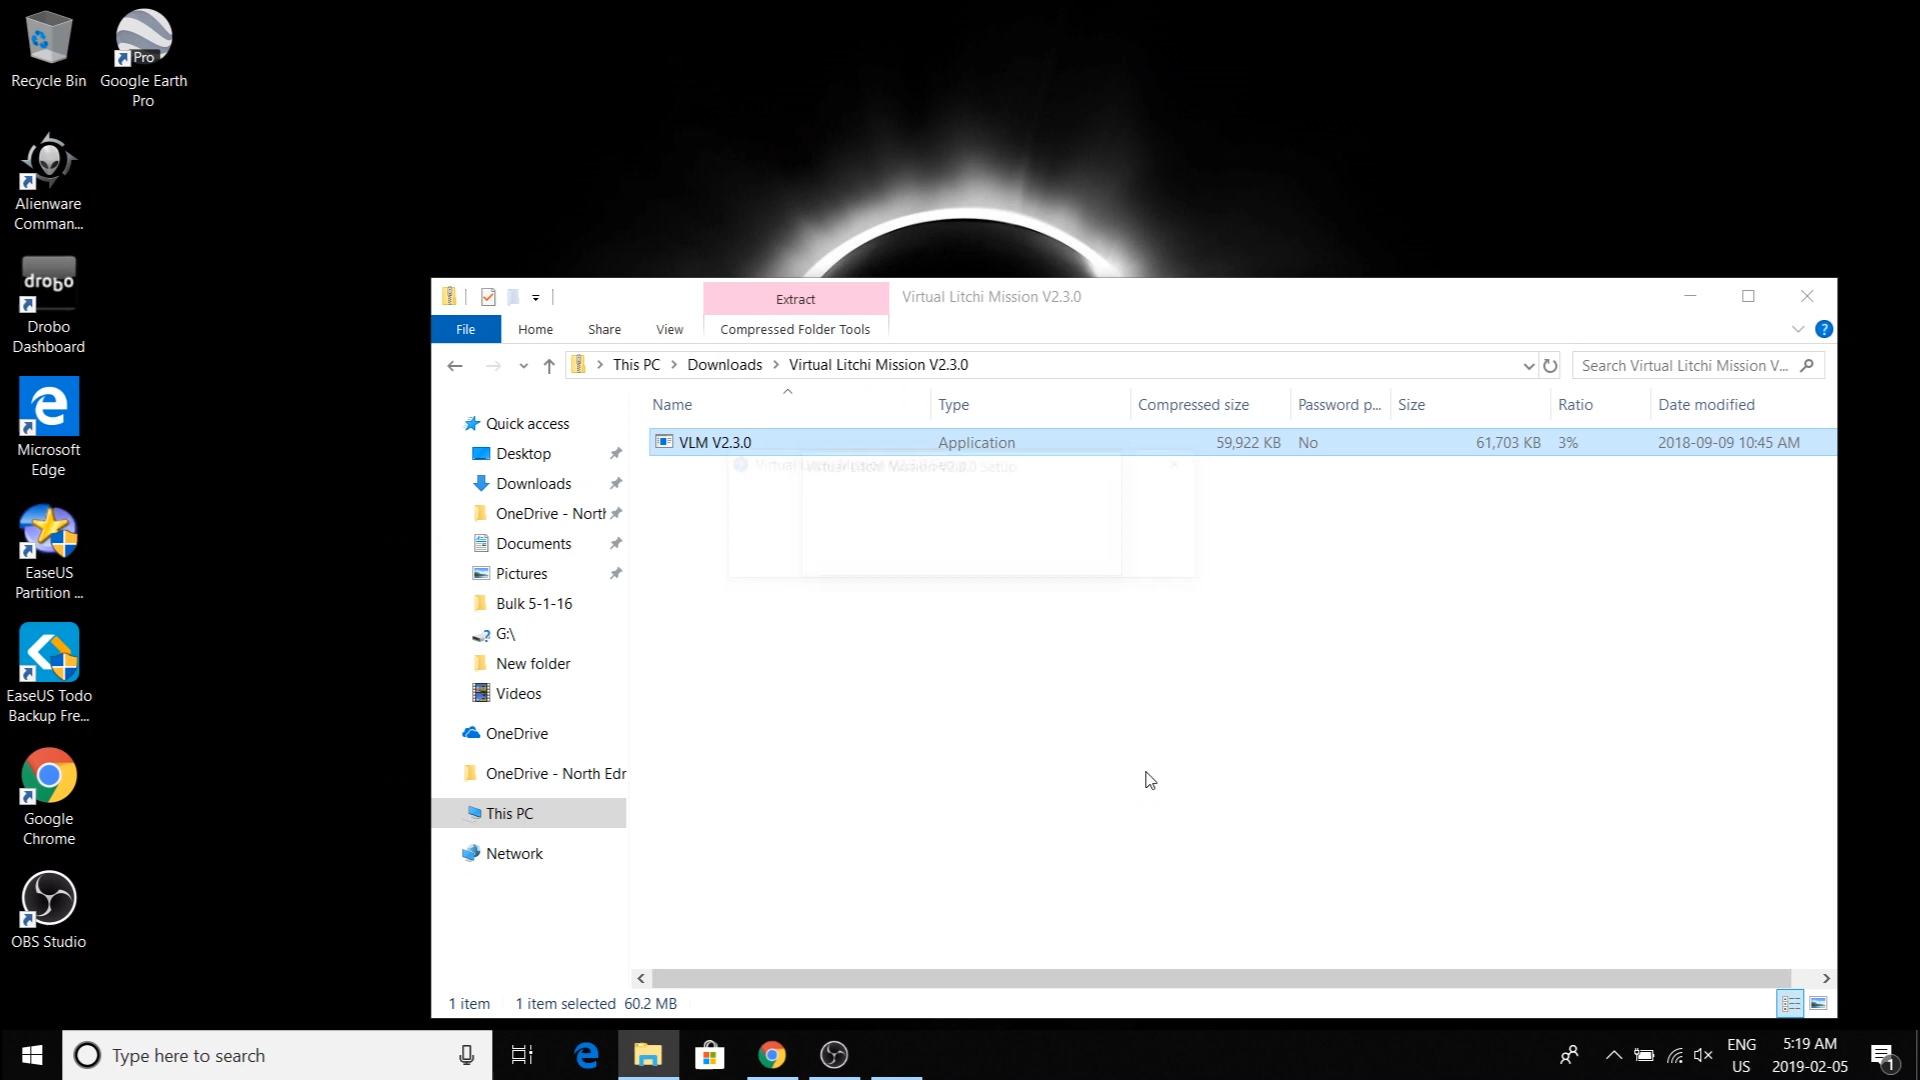 Recycle Bin
Pro
Google Earth
Pro
Alienware
Comman...
drobo
Drobo
Dashboard
Microsoft
Edge
EaseUS
Partition ...
EaseUS Todo
Backup Fre...
Google
Chrome
OBS Studio
Extract
Virtual Litchi Mission V2.3.0
File
Home
Share
View
Compressed Folder Tools
?
This PC
Downloads
Virtual Litchi Mission V2.3.0
Search Virtual Litchi Mission V...
Name
Type
Compressed size
Password p...
Size
Ratio
Date modified
VLM V2.3.0
Application
59,922 KB
No
61,703 KB
3%
2018-09-09 10:45 AM
Quick access
Desktop
Downloads
OneDrive - North
Documents
Pictures
Bulk 5-1-16
G:\
New folder
Videos
OneDrive
OneDrive - North Edm
This PC
Network
1 item
1 item selected 60.2 MB
Type here to search
ENG
US
5:19 AM
2019-02-05
1